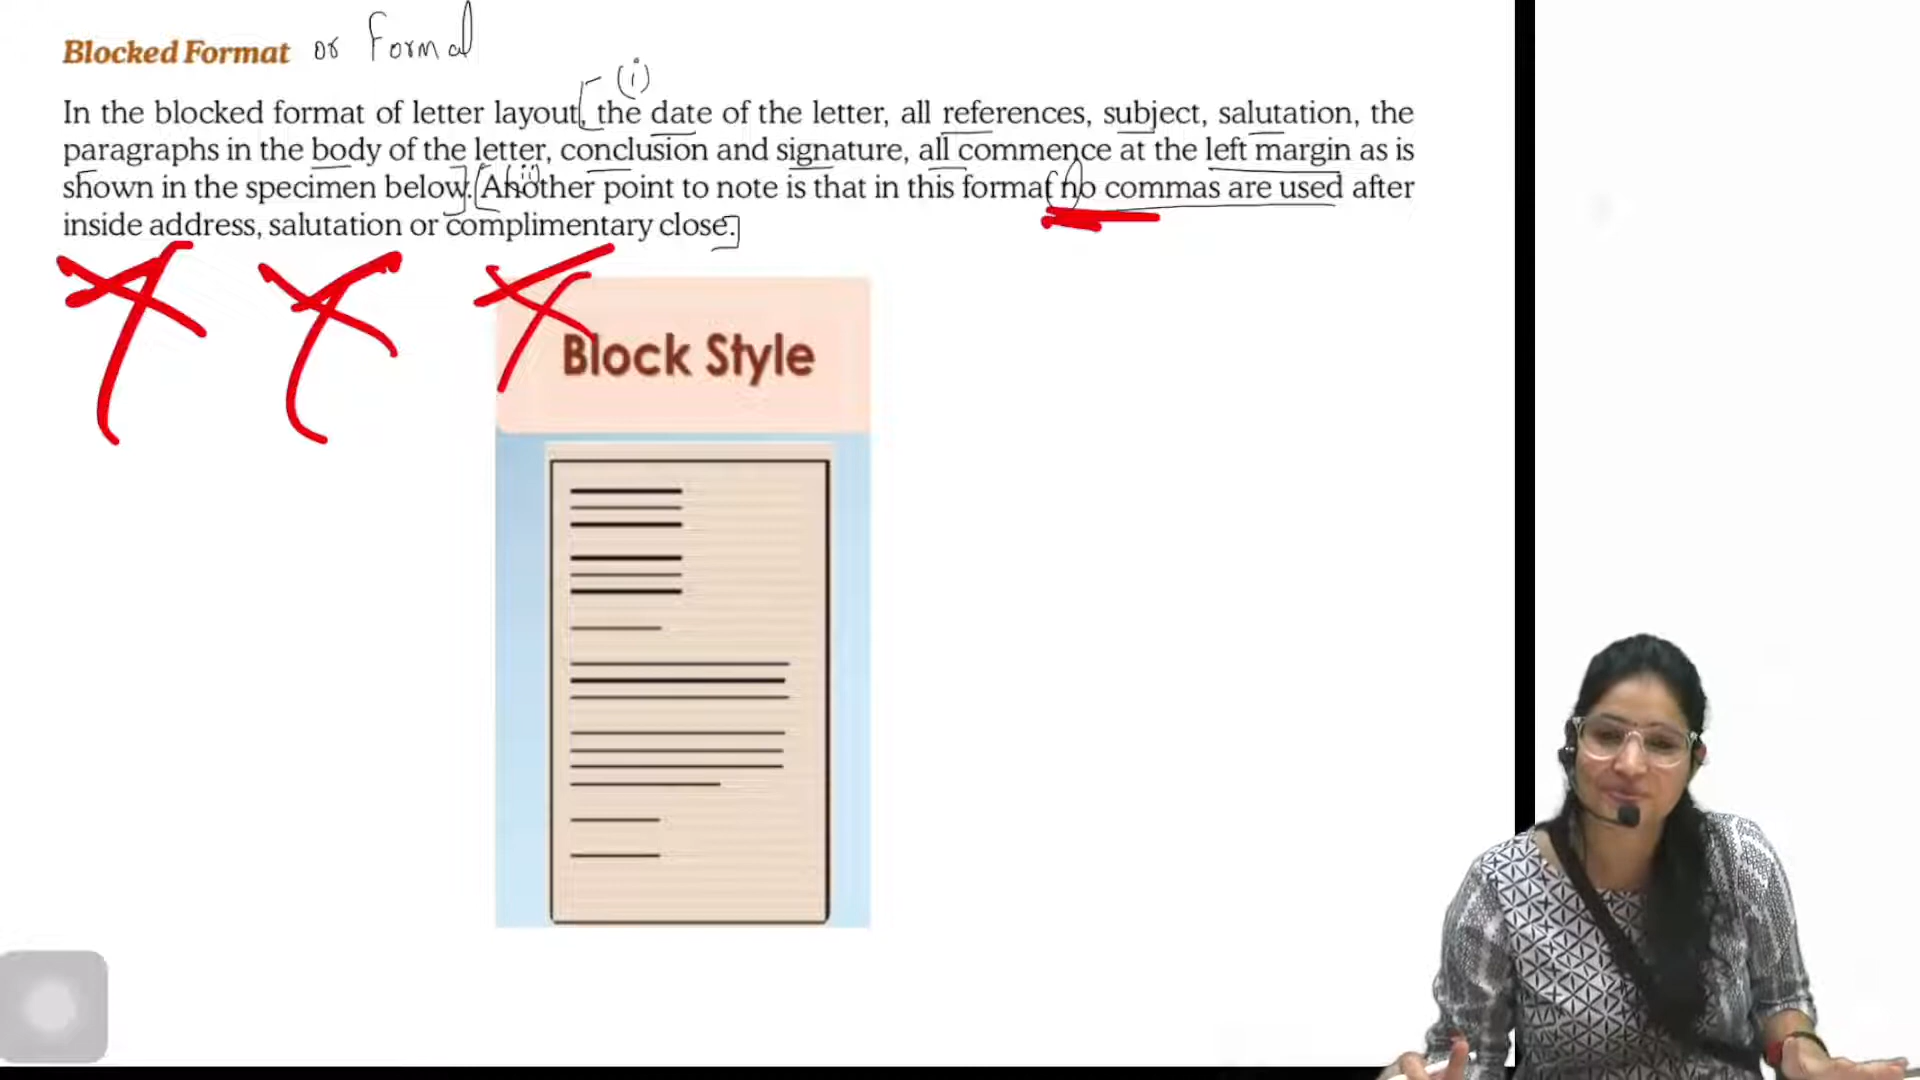 Blocked Format or Formal
(i)
In the blocked format of letter layout, the date of the letter, all references, subject, salutation, the
paragraphs in the body of the letter, conclusion and signature, all commence at the left margin as is
(ii)
shown in the specimen below. Another point to note is that in this format no commas are used after
inside address, salutation or complimentary close.
Block Style